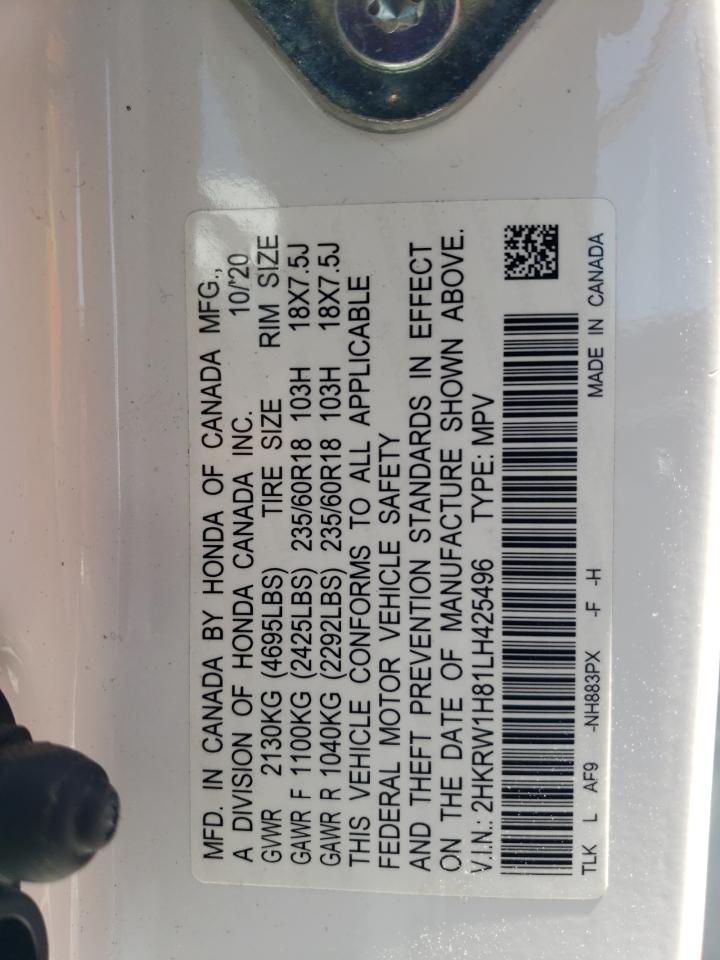 MFD. IN CANADA BY HONDA OF CANADA MFG.,
A DIVISION OF HONDA CANADA INC. 10/'20
GVWR 2130KG (4695LBS) TIRE SIZE RIM SIZE
GAWR F 1100KG (2425LBS) 235/60R18 103H 18X7.5J
GAWR R 1040KG (2292LBS) 235/60R18 103H 18X7.5J
THIS VEHICLE CONFORMS TO ALL APPLICABLE
FEDERAL MOTOR VEHICLE SAFETY
AND THEFT PREVENTION STANDARDS IN EFFECT
ON THE DATE OF MANUFACTURE SHOWN ABOVE.
V.I.N.: 2HKRW1H81LH425496 TYPE: MPV
TLK L AF9 -NH883PX -F -H MADE IN CANADA